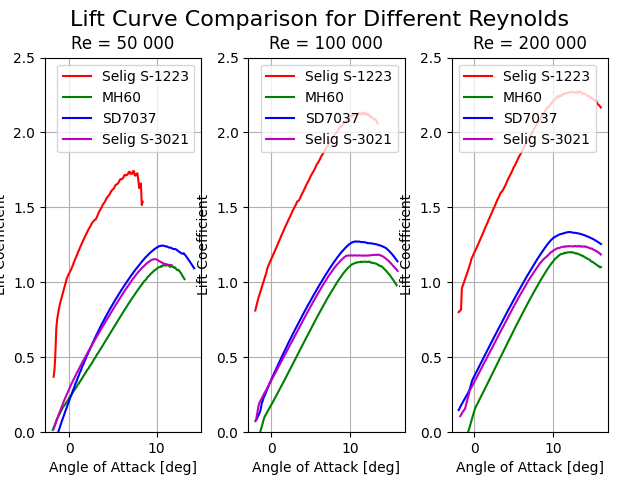 Lift Curve Comparison for Different Reynolds
Re = 50 000
2.5
2.0
1.5
1.0
0.5
0.0
Lift Coefficient
0
10
Angle of Attack [deg]
Selig S-1223
MH60
SD7037
Selig S-3021
Re = 100 000
2.5
2.0
1.5
1.0
0.5
0.0
Lift Coefficient
0
10
Angle of Attack [deg]
Selig S-1223
MH60
SD7037
Selig S-3021
Re = 200 000
2.5
2.0
1.5
1.0
0.5
0.0
Lift Coefficient
0
10
Angle of Attack [deg]
Selig S-1223
MH60
SD7037
Selig S-3021